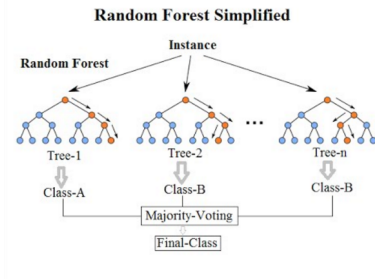 Random Forest Simplified
Instance
Random Forest
...
Tree-1
Tree-2
Tree-n
Class-A
Class-B
Class-B
Majority-Voting
Final-Class